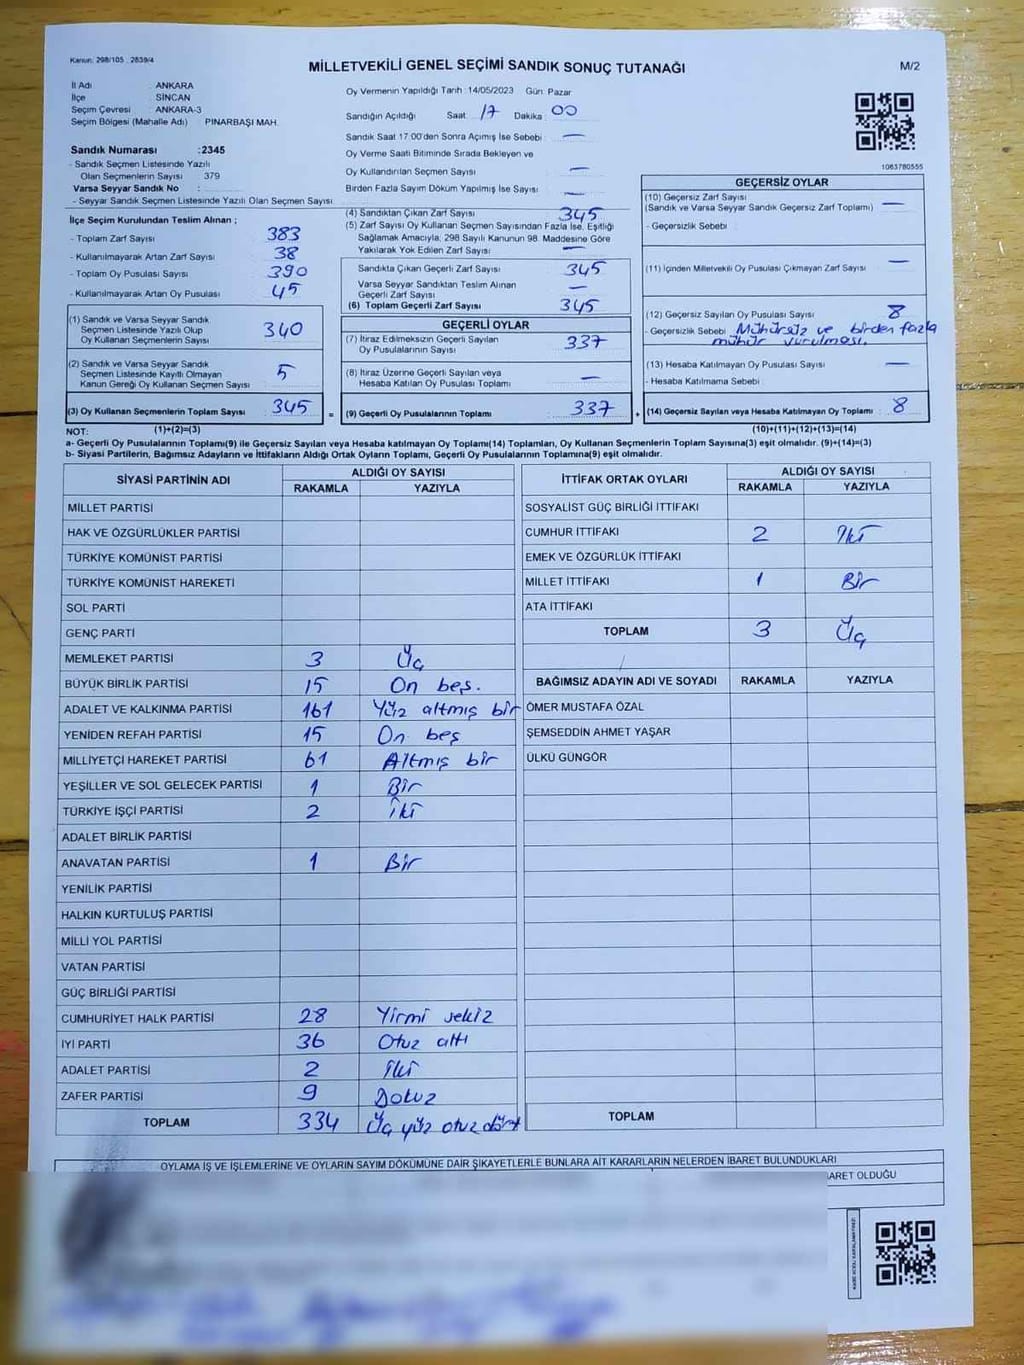 Kanun: 298/105 , 2839/4
MİLLETVEKİLİ GENEL SEÇİMİ SANDIK SONUÇ TUTANAĞI
M/2
İl Adı : ANKARA
İlçe : SİNCAN
Seçim Çevresi : ANKARA-3
Seçim Bölgesi (Mahalle Adı) : PINARBAŞI MAH.
Sandık Numarası : 2345
- Sandık Seçmen Listesinde Yazılı
Olan Seçmenlerin Sayısı : 379
Varsa Seyyar Sandık No :
- Seyyar Sandık Seçmen Listesinde Yazılı Olan Seçmen Sayısı
Oy Vermenin Yapıldığı Tarih :14/05/2023 Gün: Pazar
Sandığın Açıldığı Saat : 17 Dakika : 00
Sandık Saat 17.00'den Sonra Açımış İse Sebebi : —
Oy Verme Saati Bitiminde Sırada Bekleyen ve
Oy Kullandırılan Seçmen Sayısı : —
Birden Fazla Sayım Döküm Yapılmış İse Sayısı : —
1063780555
İlçe Seçim Kurulundan Teslim Alınan ;
- Toplam Zarf Sayısı : 383
- Kullanılmayarak Artan Zarf Sayısı : 38
- Toplam Oy Pusulası Sayısı : 390
- Kullanılmayarak Artan Oy Pusulası : 45
(1) Sandık ve Varsa Seyyar Sandık
Seçmen Listesinde Yazılı Olup
Oy Kullanan Seçmenlerin Sayısı : 340
(2) Sandık ve Varsa Seyyar Sandık
Seçmen Listesinde Kayıtlı Olmayan
Kanun Gereği Oy Kullanan Seçmen Sayısı : 5
(3) Oy Kullanan Seçmenlerin Toplam Sayısı : 345
(4) Sandıktan Çıkan Zarf Sayısı : 345
(5) Zarf Sayısı Oy Kullanan Seçmen Sayısından Fazla İse, Eşitliği
Sağlamak Amacıyla; 298 Sayılı Kanunun 98. Maddesine Göre
Yakılarak Yok Edilen Zarf Sayısı : —
Sandıkta Çıkan Geçerli Zarf Sayısı : 345
Varsa Seyyar Sandıktan Teslim Alınan
Geçerli Zarf Sayısı : —
(6) Toplam Geçerli Zarf Sayısı : 345
GEÇERLİ OYLAR
(7) İtiraz Edilmeksizin Geçerli Sayılan
Oy Pusulalarının Sayısı : 337
(8) İtiraz Üzerine Geçerli Sayılan veya
Hesaba Katılan Oy Pusulası Toplamı : —
= (9) Geçerli Oy Pusulalarının Toplamı : 337
GEÇERSİZ OYLAR
(10) Geçersiz Zarf Sayısı
(Sandık ve Varsa Seyyar Sandık Geçersiz Zarf Toplamı) : —
- Geçersizlik Sebebi :
(11) İçinden Milletvekili Oy Pusulası Çıkmayan Zarf Sayısı : —
(12) Geçersiz Sayılan Oy Pusulası Sayısı : 8
- Geçersizlik Sebebi : Mühürsüz ve birden fazla
mühür vurulması.
(13) Hesaba Katılmayan Oy Pusulası Sayısı : —
- Hesaba Katılmama Sebebi :
+ (14) Geçersiz Sayılan veya Hesaba Katılmayan Oy Toplamı : 8
NOT: (1)+(2)=(3) (10)+(11)+(12)+(13)=(14)
a- Geçerli Oy Pusulalarının Toplamı(9) ile Geçersiz Sayılan veya Hesaba katılmayan Oy Toplamı(14) Toplamları, Oy Kullanan Seçmenlerin Toplam Sayısına(3) eşit olmalıdır. (9)+(14)=(3)
b- Siyasi Partilerin, Bağımsız Adayların ve İttifakların Aldığı Ortak Oyların Toplamı, Geçerli Oy Pusulalarının Toplamına(9) eşit olmalıdır.
SİYASİ PARTİNİN ADI ALDIĞI OY SAYISI
RAKAMLA YAZIYLA
MİLLET PARTİSİ
HAK VE ÖZGÜRLÜKLER PARTİSİ
TÜRKİYE KOMÜNİST PARTİSİ
TÜRKİYE KOMÜNİST HAREKETİ
SOL PARTİ
GENÇ PARTİ
MEMLEKET PARTİSİ 3 Üç
BÜYÜK BİRLİK PARTİSİ 15 On beş.
ADALET VE KALKINMA PARTİSİ 161 Yüz altmış bir
YENİDEN REFAH PARTİSİ 15 On beş
MİLLİYETÇİ HAREKET PARTİSİ 61 Altmış bir
YEŞİLLER VE SOL GELECEK PARTİSİ 1 Bir
TÜRKİYE İŞÇİ PARTİSİ 2 İki
ADALET BİRLİK PARTİSİ
ANAVATAN PARTİSİ 1 Bir
YENİLİK PARTİSİ
HALKIN KURTULUŞ PARTİSİ
MİLLİ YOL PARTİSİ
VATAN PARTİSİ
GÜÇ BİRLİĞİ PARTİSİ
CUMHURİYET HALK PARTİSİ 28 Yirmi sekiz
İYİ PARTİ 36 Otuz altı
ADALET PARTİSİ 2 İki
ZAFER PARTİSİ 9 Dokuz
TOPLAM 334 Üç yüz otuz dört
İTTİFAK ORTAK OYLARI ALDIĞI OY SAYISI
RAKAMLA YAZIYLA
SOSYALİST GÜÇ BİRLİĞİ İTTİFAKI
CUMHUR İTTİFAKI 2 İki
EMEK VE ÖZGÜRLÜK İTTİFAKI
MİLLET İTTİFAKI 1 Bir
ATA İTTİFAKI
TOPLAM 3 Üç
BAĞIMSIZ ADAYIN ADI VE SOYADI RAKAMLA YAZIYLA
ÖMER MUSTAFA ÖZAL
ŞEMSEDDİN AHMET YAŞAR
ÜLKÜ GÜNGÖR
TOPLAM
OYLAMA İŞ VE İŞLEMLERİNE VE OYLARIN SAYIM DÖKÜMÜNE DAİR ŞİKAYETLERLE BUNLARA AİT KARARLARIN NELERDEN İBARET BULUNDUKLARI
BARET OLDUĞU